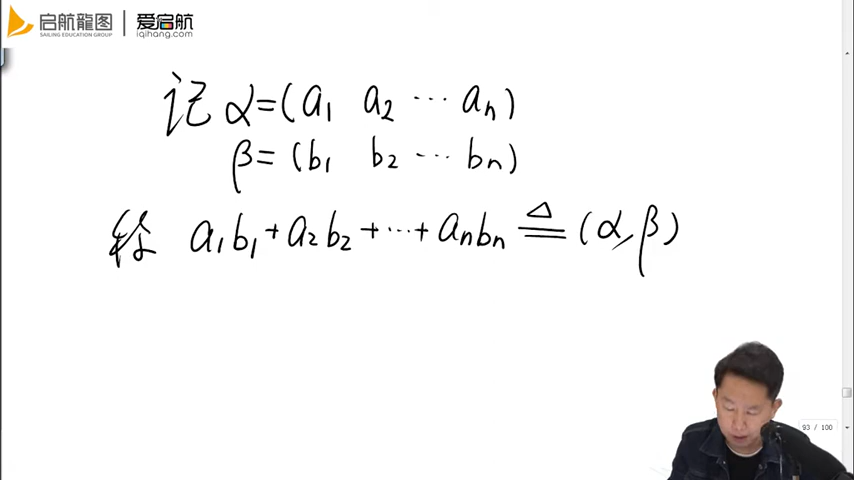 启航龍图 | 爱启航
SAILING EDUCATION GROUP iqihang.com
记 α=(a₁ a₂ ⋯ aₙ)
β=(b₁ b₂ ⋯ bₙ)
称 a₁b₁+a₂b₂+⋯+aₙbₙ ≜ (α,β)
93 / 100